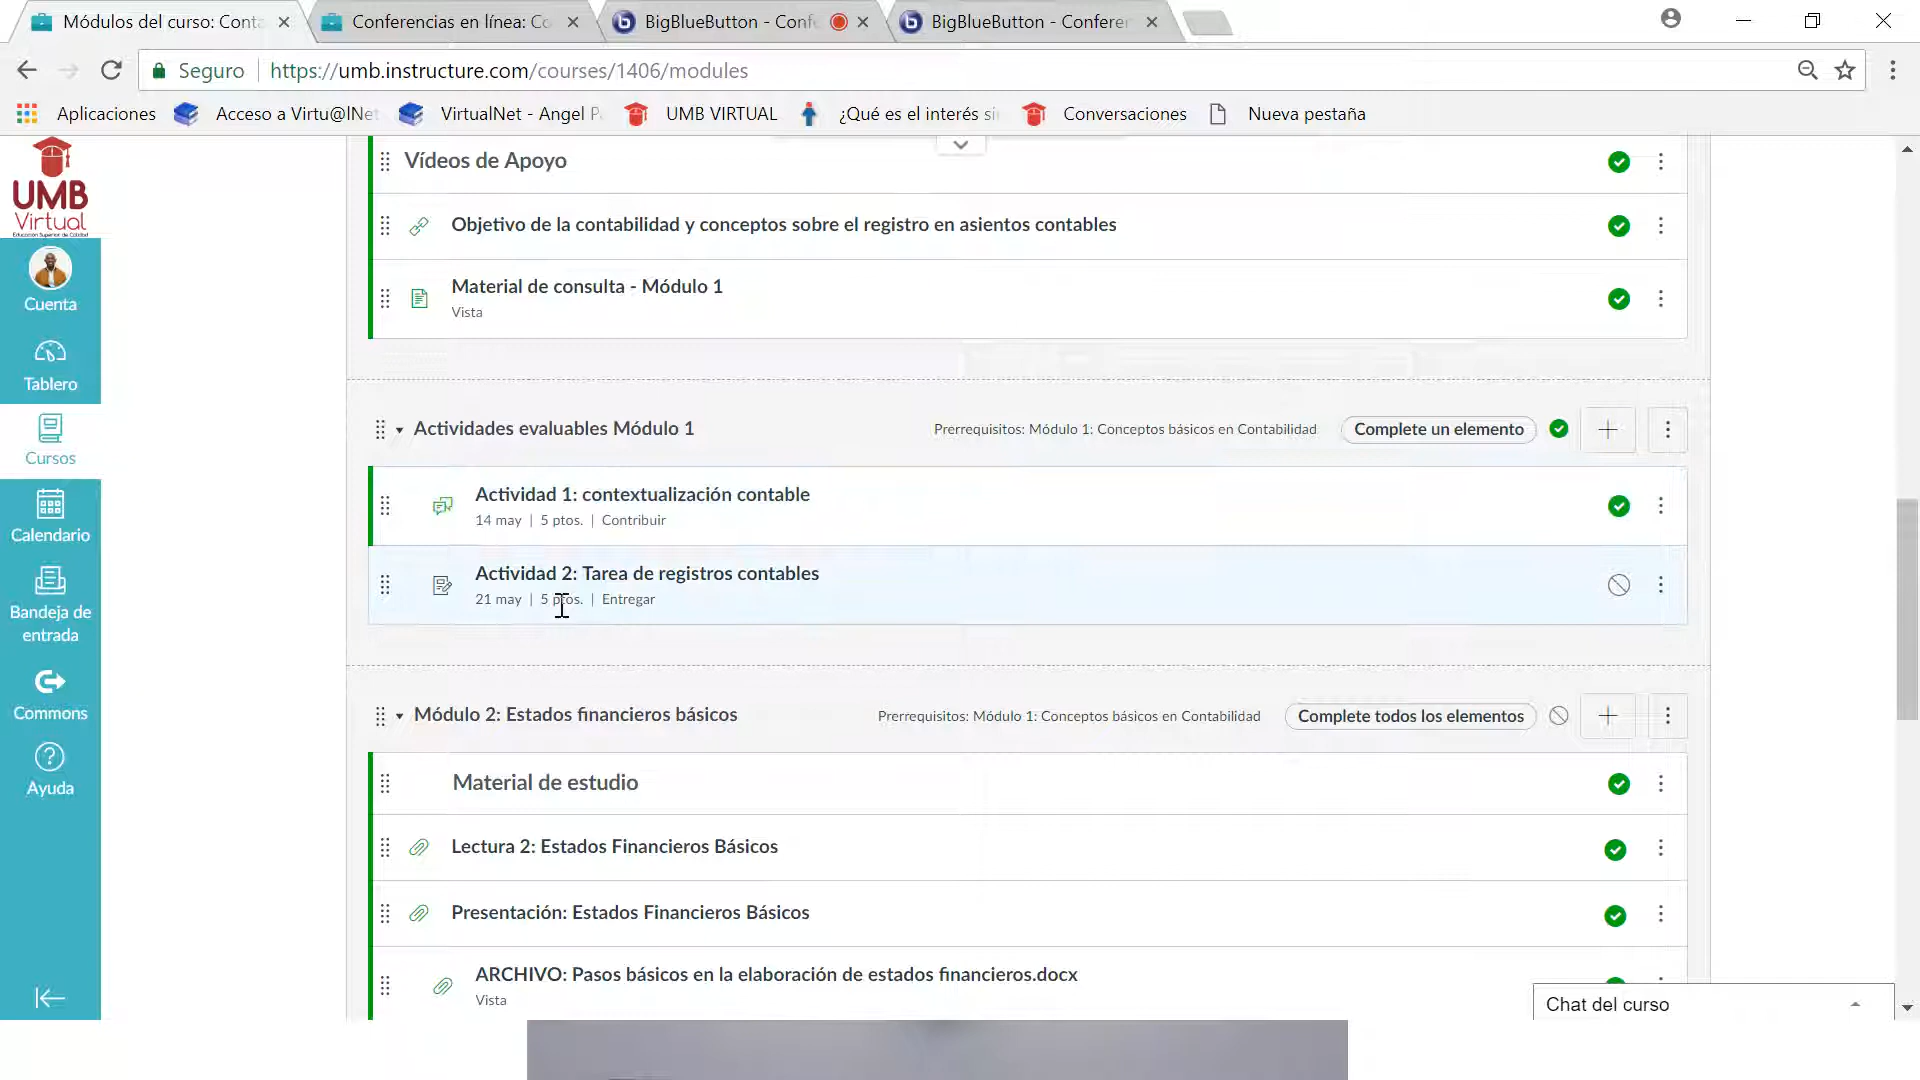 Módulos del curso: Conta
Conferencias en línea: Co
BigBlueButton - Confe
BigBlueButton - Conferen
Seguro
https://umb.instructure.com/courses/1406/modules
Aplicaciones
Acceso a Virtu@lNet
VirtualNet - Angel P
UMB VIRTUAL
¿Qué es el interés si
Conversaciones
Nueva pestaña
UMB
Virtual
Educación Superior de Calidad
Cuenta
Tablero
Cursos
Calendario
Bandeja de
entrada
Commons
Ayuda
Vídeos de Apoyo
Objetivo de la contabilidad y conceptos sobre el registro en asientos contables
Material de consulta - Módulo 1
Vista
Actividades evaluables Módulo 1
Prerrequisitos: Módulo 1: Conceptos básicos en Contabilidad
Complete un elemento
Actividad 1: contextualización contable
14 may | 5 ptos. | Contribuir
Actividad 2: Tarea de registros contables
21 may | 5 ptos. | Entregar
Módulo 2: Estados financieros básicos
Prerrequisitos: Módulo 1: Conceptos básicos en Contabilidad
Complete todos los elementos
Material de estudio
Lectura 2: Estados Financieros Básicos
Presentación: Estados Financieros Básicos
ARCHIVO: Pasos básicos en la elaboración de estados financieros.docx
Vista
Chat del curso